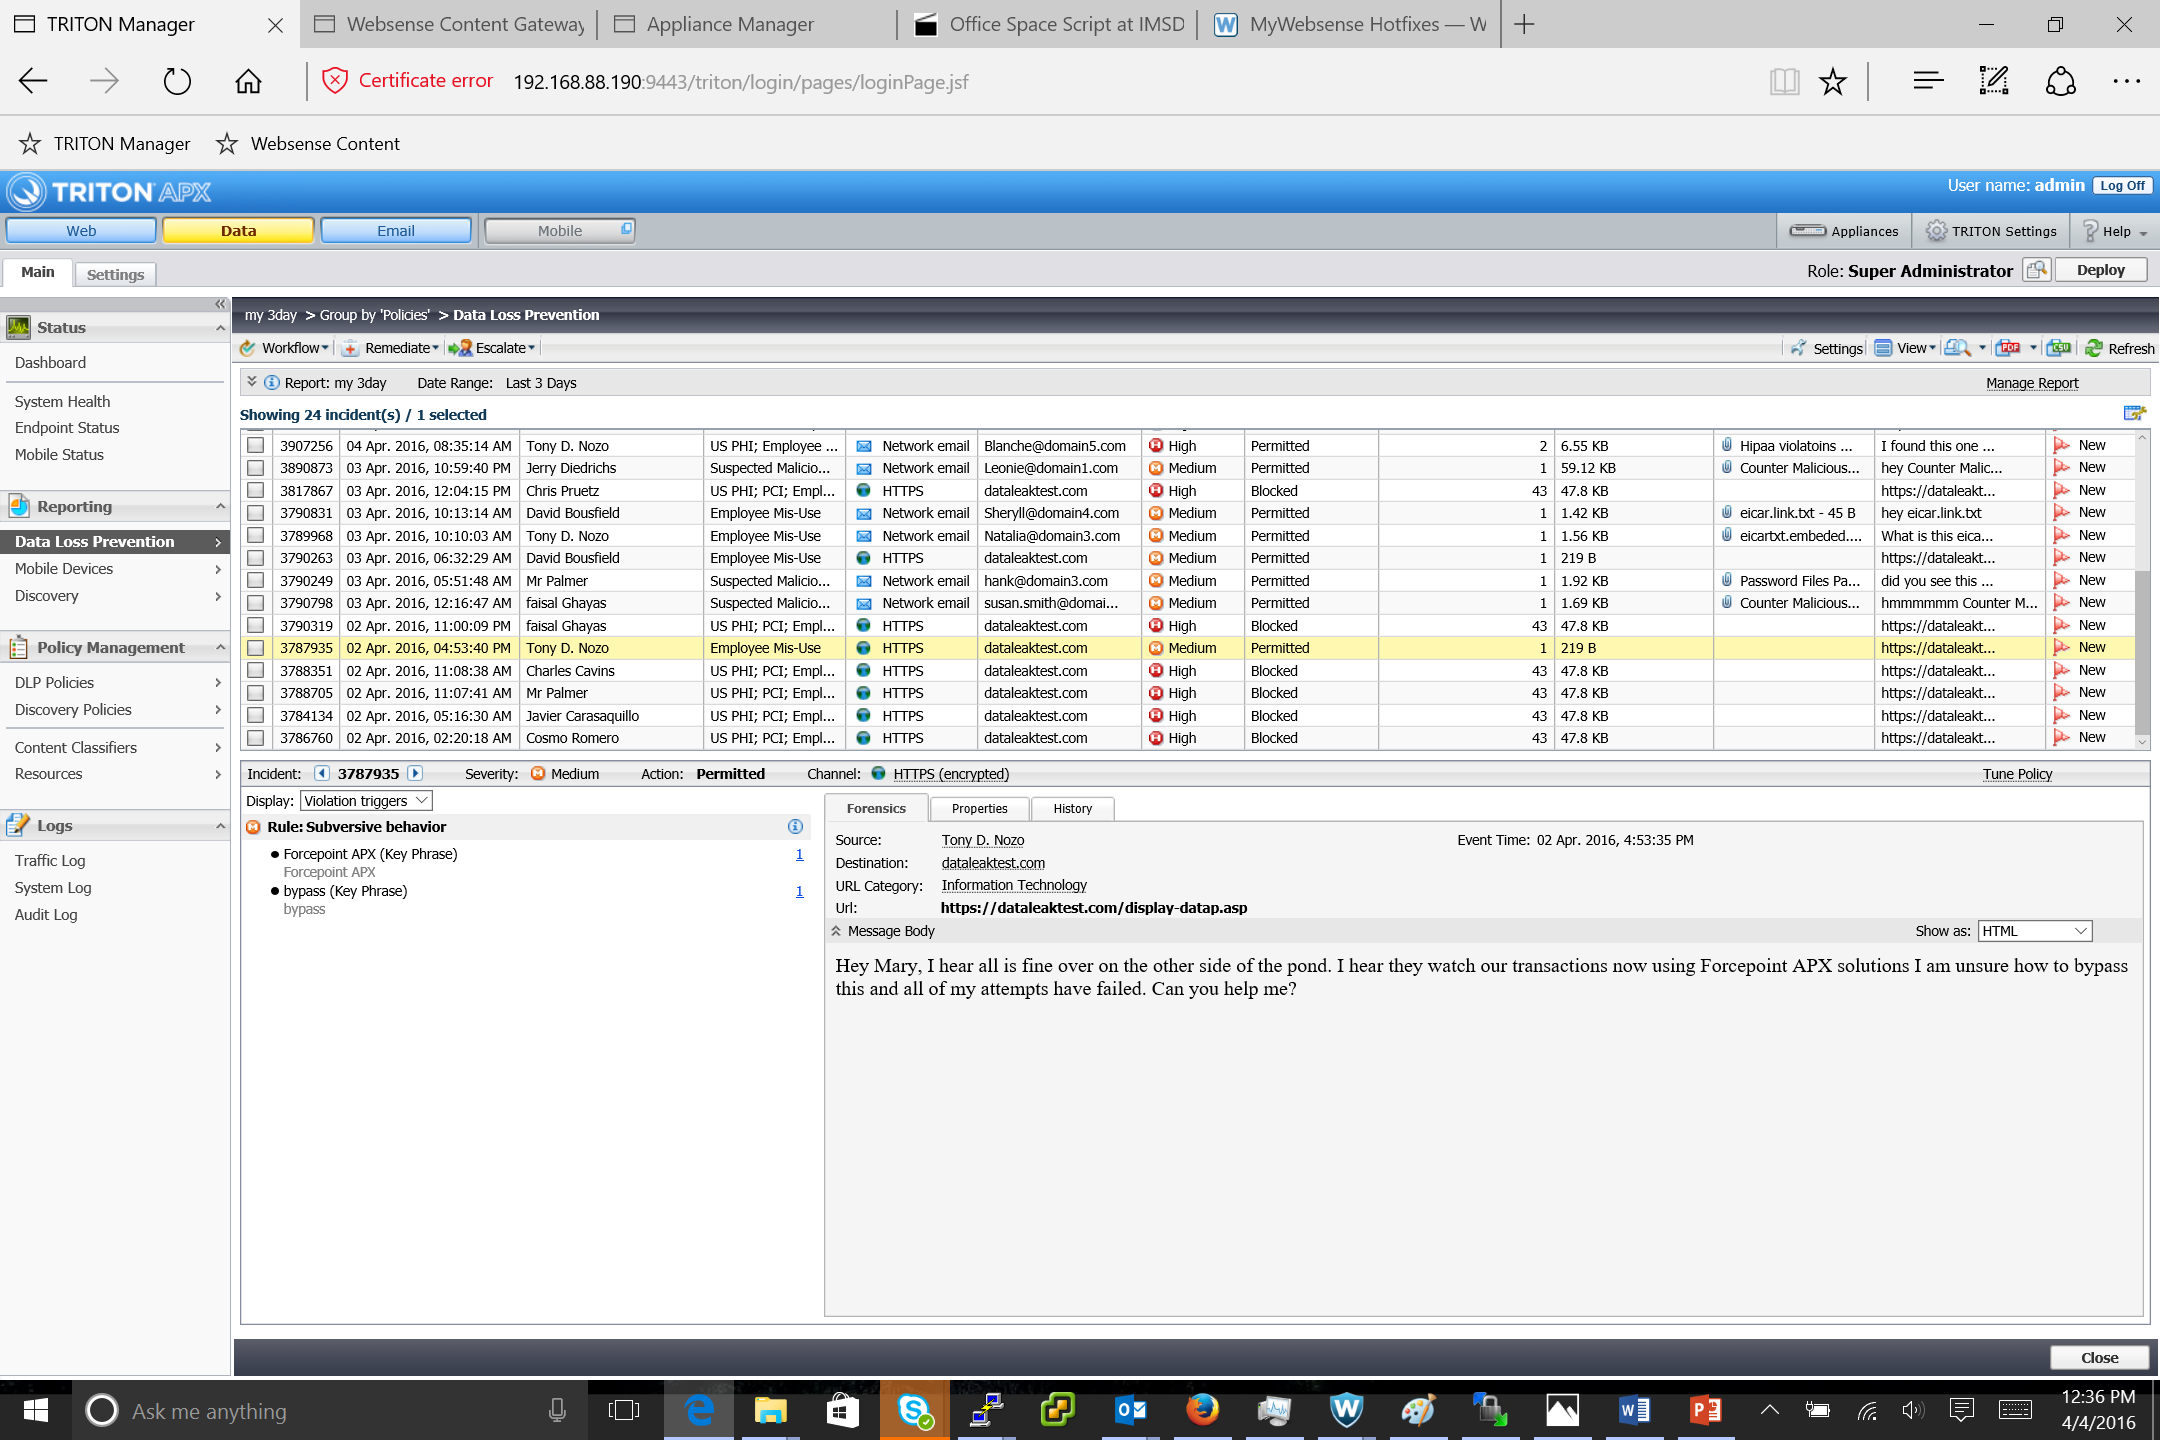 TRITON Manager
Websense Content Gateway
Appliance Manager
Office Space Script at IMSD
MyWebsense Hotfixes — W
Certificate error 192.168.88.190:9443/triton/login/pages/loginPage.jsf
TRITON Manager Websense Content
TRITON APX
User name: admin Log Off
Web Data Email Mobile
Appliances TRITON Settings Help
Main Settings
Role: Super Administrator Deploy
Status
Dashboard
System Health
Endpoint Status
Mobile Status
Reporting
Data Loss Prevention
Mobile Devices
Discovery
Policy Management
DLP Policies
Discovery Policies
Content Classifiers
Resources
Logs
Traffic Log
System Log
Audit Log
my 3day > Group by 'Policies' > Data Loss Prevention
Workflow Remediate Escalate
Settings View PDF CSV Refresh
Report: my 3day Date Range: Last 3 Days Manage Report
Showing 24 incident(s) / 1 selected
3907256 04 Apr. 2016, 08:35:14 AM Tony D. Nozo US PHI; Employee ... Network email Blanche@domain5.com High Permitted 2 6.55 KB Hipaa violatoins ... I found this one ... New
3890873 03 Apr. 2016, 10:59:40 PM Jerry Diedrichs Suspected Malicio... Network email Leonie@domain1.com Medium Permitted 1 59.12 KB Counter Malicious... hey Counter Malic... New
3817867 03 Apr. 2016, 12:04:15 PM Chris Pruetz US PHI; PCI; Empl... HTTPS dataleaktest.com High Blocked 43 47.8 KB https://dataleakt... New
3790831 03 Apr. 2016, 10:13:14 AM David Bousfield Employee Mis-Use Network email Sheryll@domain4.com Medium Permitted 1 1.42 KB eicar.link.txt - 45 B hey eicar.link.txt New
3789968 03 Apr. 2016, 10:10:03 AM Tony D. Nozo Employee Mis-Use Network email Natalia@domain3.com Medium Permitted 1 1.56 KB eicartxt.embeded.... What is this eica... New
3790263 03 Apr. 2016, 06:32:29 AM David Bousfield Employee Mis-Use HTTPS dataleaktest.com Medium Permitted 1 219 B https://dataleakt... New
3790249 03 Apr. 2016, 05:51:48 AM Mr Palmer Suspected Malicio... Network email hank@domain3.com Medium Permitted 1 1.92 KB Password Files Pa... did you see this ... New
3790798 03 Apr. 2016, 12:16:47 AM faisal Ghayas Suspected Malicio... Network email susan.smith@domai... Medium Permitted 1 1.69 KB Counter Malicious... hmmmmmm Counter M... New
3790319 02 Apr. 2016, 11:00:09 PM faisal Ghayas US PHI; PCI; Empl... HTTPS dataleaktest.com High Blocked 43 47.8 KB https://dataleakt... New
3787935 02 Apr. 2016, 04:53:40 PM Tony D. Nozo Employee Mis-Use HTTPS dataleaktest.com Medium Permitted 1 219 B https://dataleakt... New
3788351 02 Apr. 2016, 11:08:38 AM Charles Cavins US PHI; PCI; Empl... HTTPS dataleaktest.com High Blocked 43 47.8 KB https://dataleakt... New
3788705 02 Apr. 2016, 11:07:41 AM Mr Palmer US PHI; PCI; Empl... HTTPS dataleaktest.com High Blocked 43 47.8 KB https://dataleakt... New
3784134 02 Apr. 2016, 05:16:30 AM Javier Carasaquillo US PHI; PCI; Empl... HTTPS dataleaktest.com High Blocked 43 47.8 KB https://dataleakt... New
3786760 02 Apr. 2016, 02:20:18 AM Cosmo Romero US PHI; PCI; Empl... HTTPS dataleaktest.com High Blocked 43 47.8 KB https://dataleakt... New
Incident: 3787935 Severity: Medium Action: Permitted Channel: HTTPS (encrypted) Tune Policy
Display: Violation triggers
Rule: Subversive behavior
Forcepoint APX (Key Phrase) 1
Forcepoint APX
bypass (Key Phrase) 1
bypass
Forensics Properties History
Source: Tony D. Nozo Event Time: 02 Apr. 2016, 4:53:35 PM
Destination: dataleaktest.com
URL Category: Information Technology
Url: https://dataleaktest.com/display-datap.asp
Message Body Show as: HTML
Hey Mary, I hear all is fine over on the other side of the pond. I hear they watch our transactions now using Forcepoint APX solutions I am unsure how to bypass
this and all of my attempts have failed. Can you help me?
Close
Ask me anything
12:36 PM
4/4/2016